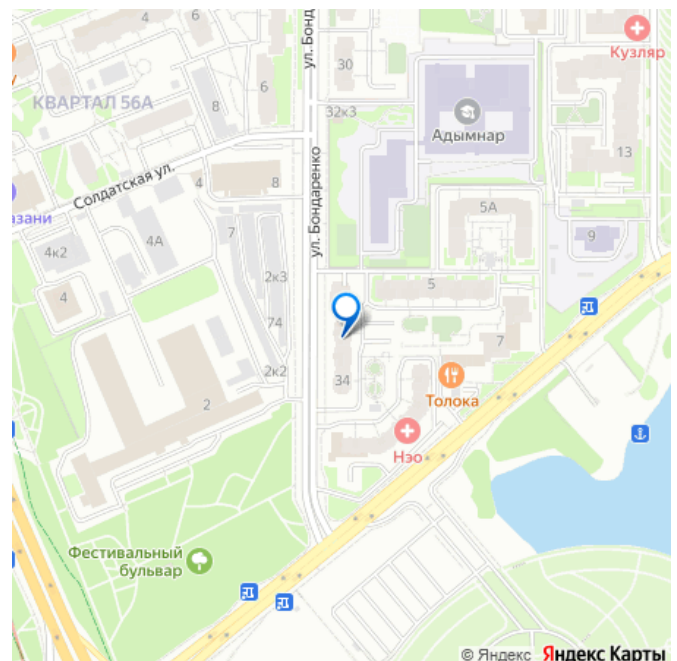 4
4
6
ул. Бонд
30
Кузляр
у
КВАРТАЛ 56А
6
8
32к3
Адымнар
13
Солдатская ул.
4
8
ул. Бондаренко
азани
5А
4к2
4А
7
9
2к3
5
4
74
7
2к2
34
Толока
2
Нэо
Фестивальный
бульвар
© Яндекс Яндекс Карты